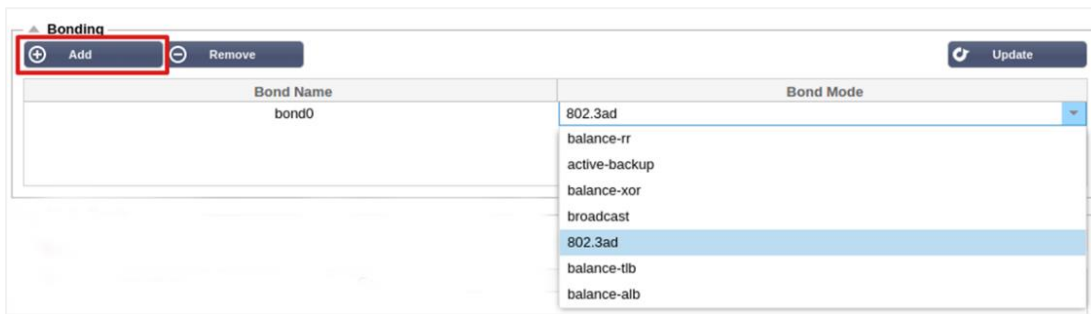 Bonding
Add Remove Update
Bond Name Bond Mode
bond0 802.3ad
balance-rr
active-backup
balance-xor
broadcast
802.3ad
balance-tlb
balance-alb